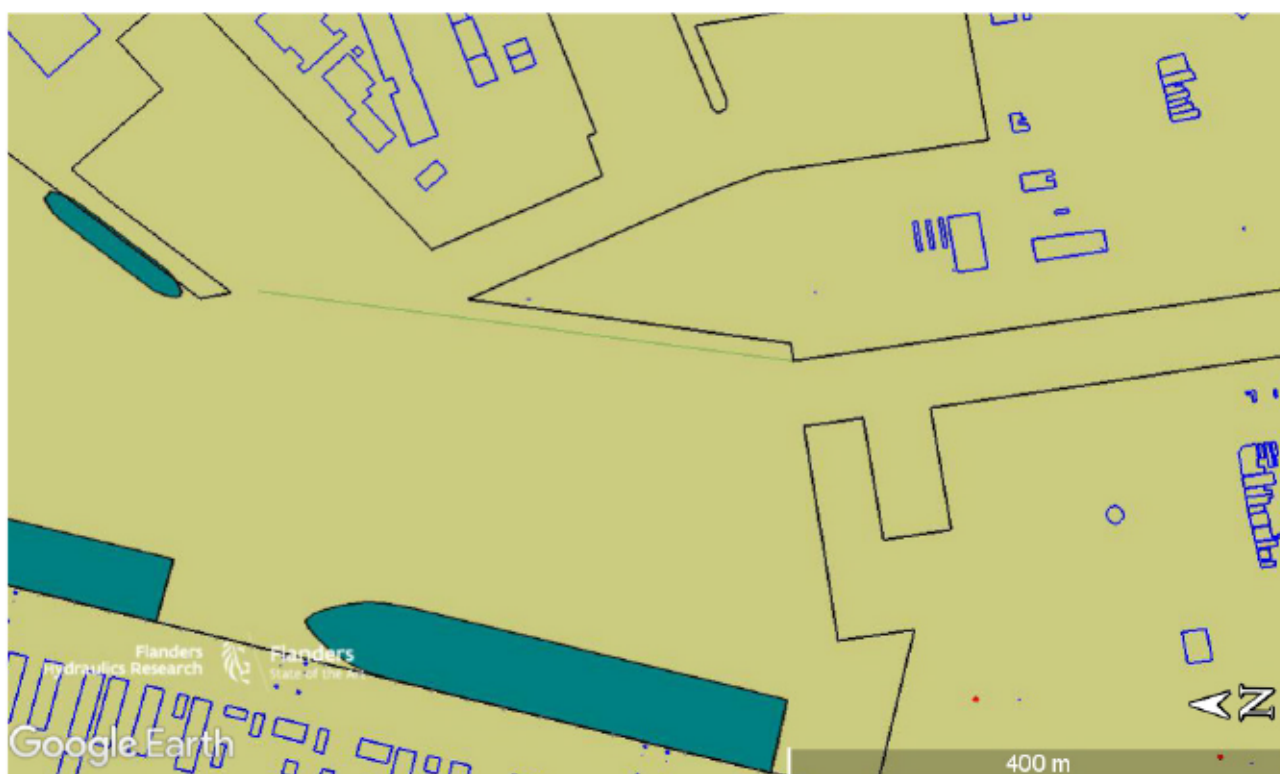 Flanders
Hydraulics Research
Flanders
State of the Art
Google Earth
N
400 m